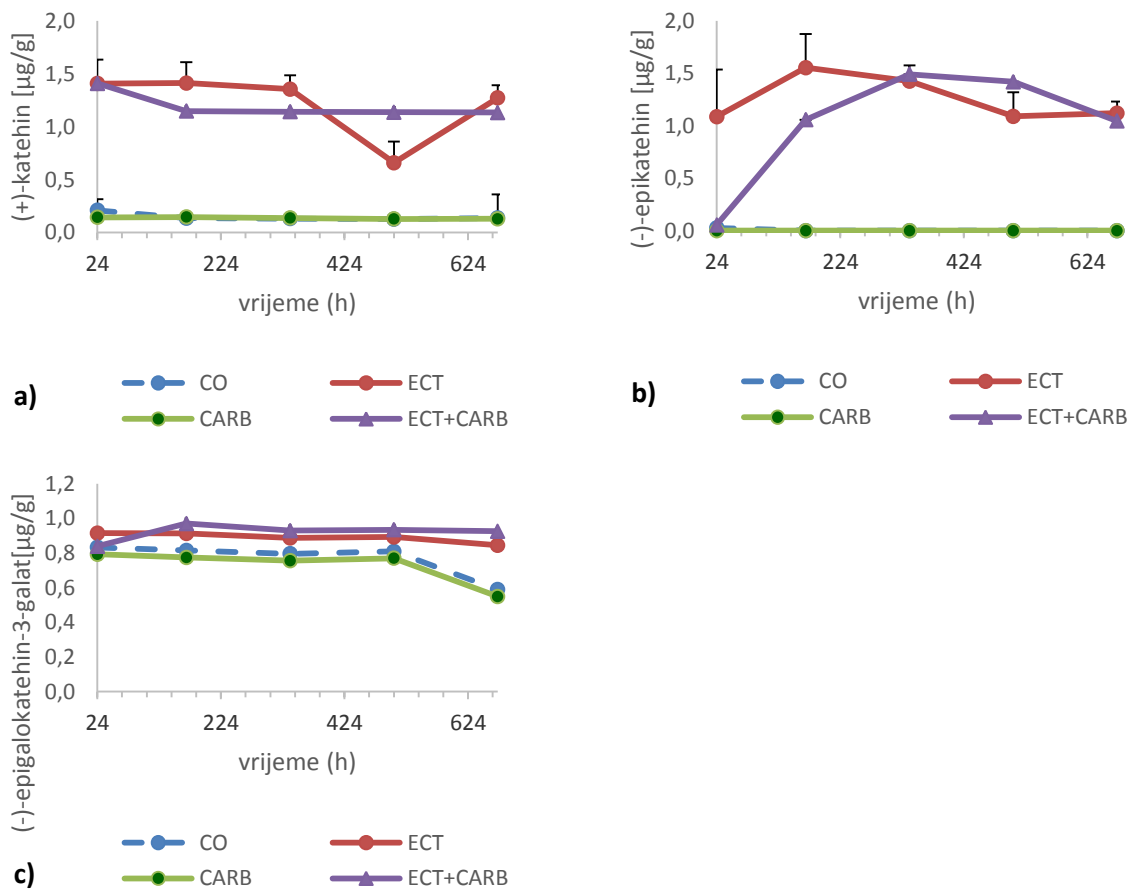 (+)-katehin [µg/g]
2,0
1,5
1,0
0,5
0,0
24 224 424 624
vrijeme (h)
a)
CO ECT
CARB ECT+CARB
(-)-epikatehin [µg/g]
2,0
1,5
1,0
0,5
0,0
24 224 424 624
vrijeme (h)
b)
CO ECT
CARB ECT+CARB
(-)-epigalokatehin-3-galat[µg/g]
1,2
1,0
0,8
0,6
0,4
0,2
0,0
24 224 424 624
vrijeme (h)
c)
CO ECT
CARB ECT+CARB